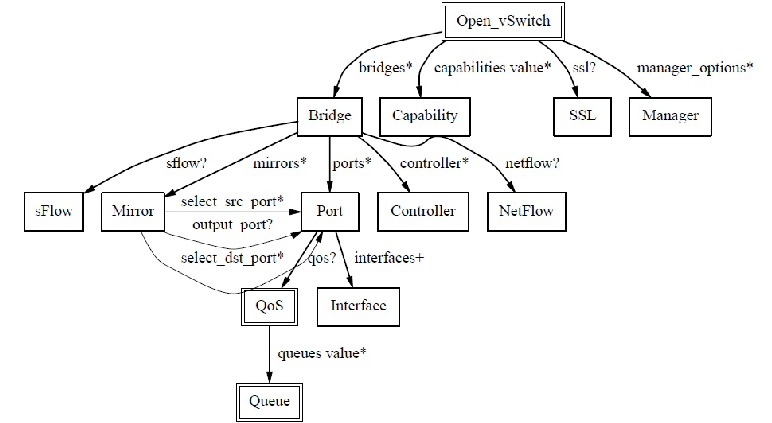 Open_vSwitch
bridges* capabilities value* ssl? manager_options*
Bridge Capability SSL Manager
sflow? mirrors* ports* controller* netflow?
sFlow Mirror select_src_port* Port Controller NetFlow
output_port?
select_dst_port* qos? interfaces+
QoS Interface
queues value*
Queue